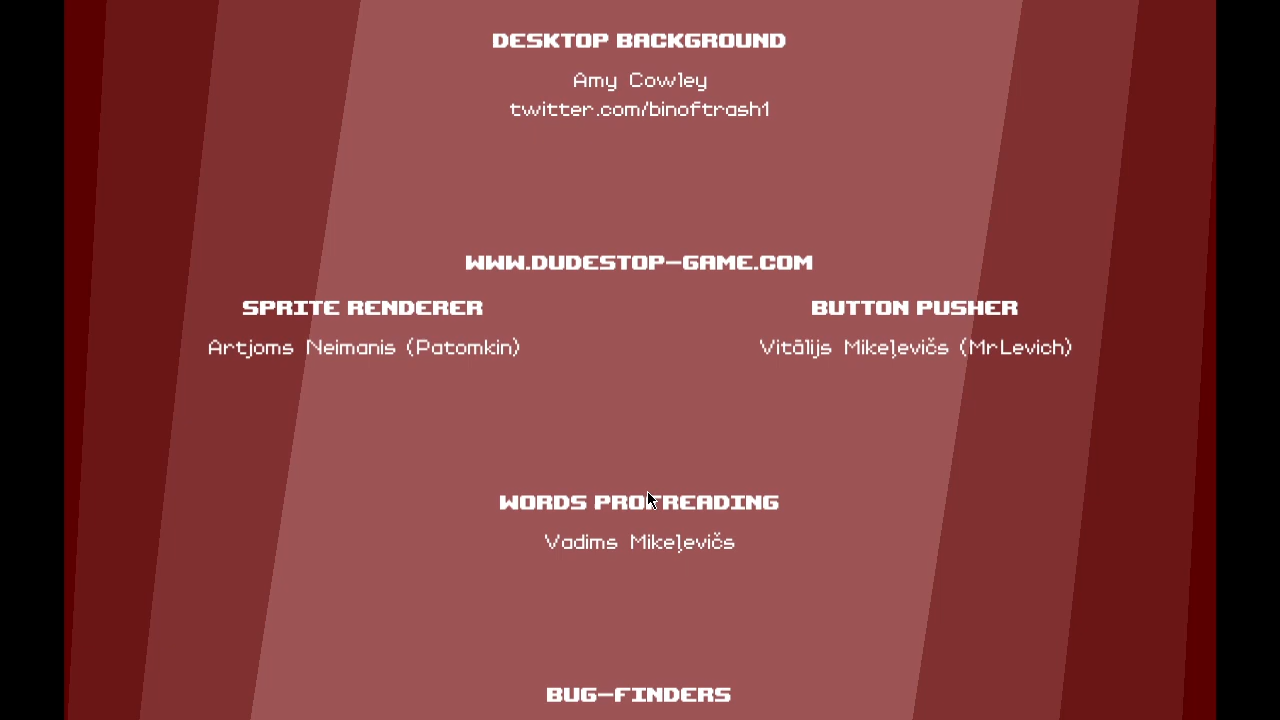 DESKTOP BACKGROUND
Amy Cowley
twitter.com/binoftrash1
WWW.DUDESTOP-GAME.COM
SPRITE RENDERER
Artjoms Neimanis (Patomkin)
BUTTON PUSHER
Vitālijs Mikeļevičs (MrLevich)
WORDS PROFREADING
Vadims Mikeļevičs
BUG-FINDERS